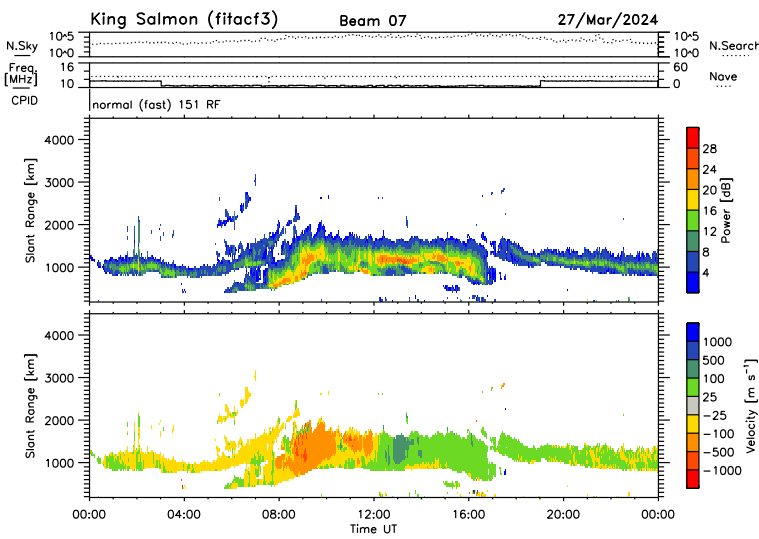 King Salmon (fitacf3) Beam 07 27/Mar/2024
N.Sky 10^5 10^0 10^5 10^0 N.Search
Freq. [MHz] 16 10 60 0 Nave
CPID normal (fast) 151 RF
Slant Range [km] 4000 3000 2000 1000
28 24 20 16 12 8 4 Power [dB]
Slant Range [km] 4000 3000 2000 1000
1000 500 100 25 -25 -100 -500 -1000 Velocity [m s⁻¹]
00:00 04:00 08:00 12:00 16:00 20:00 00:00
Time UT